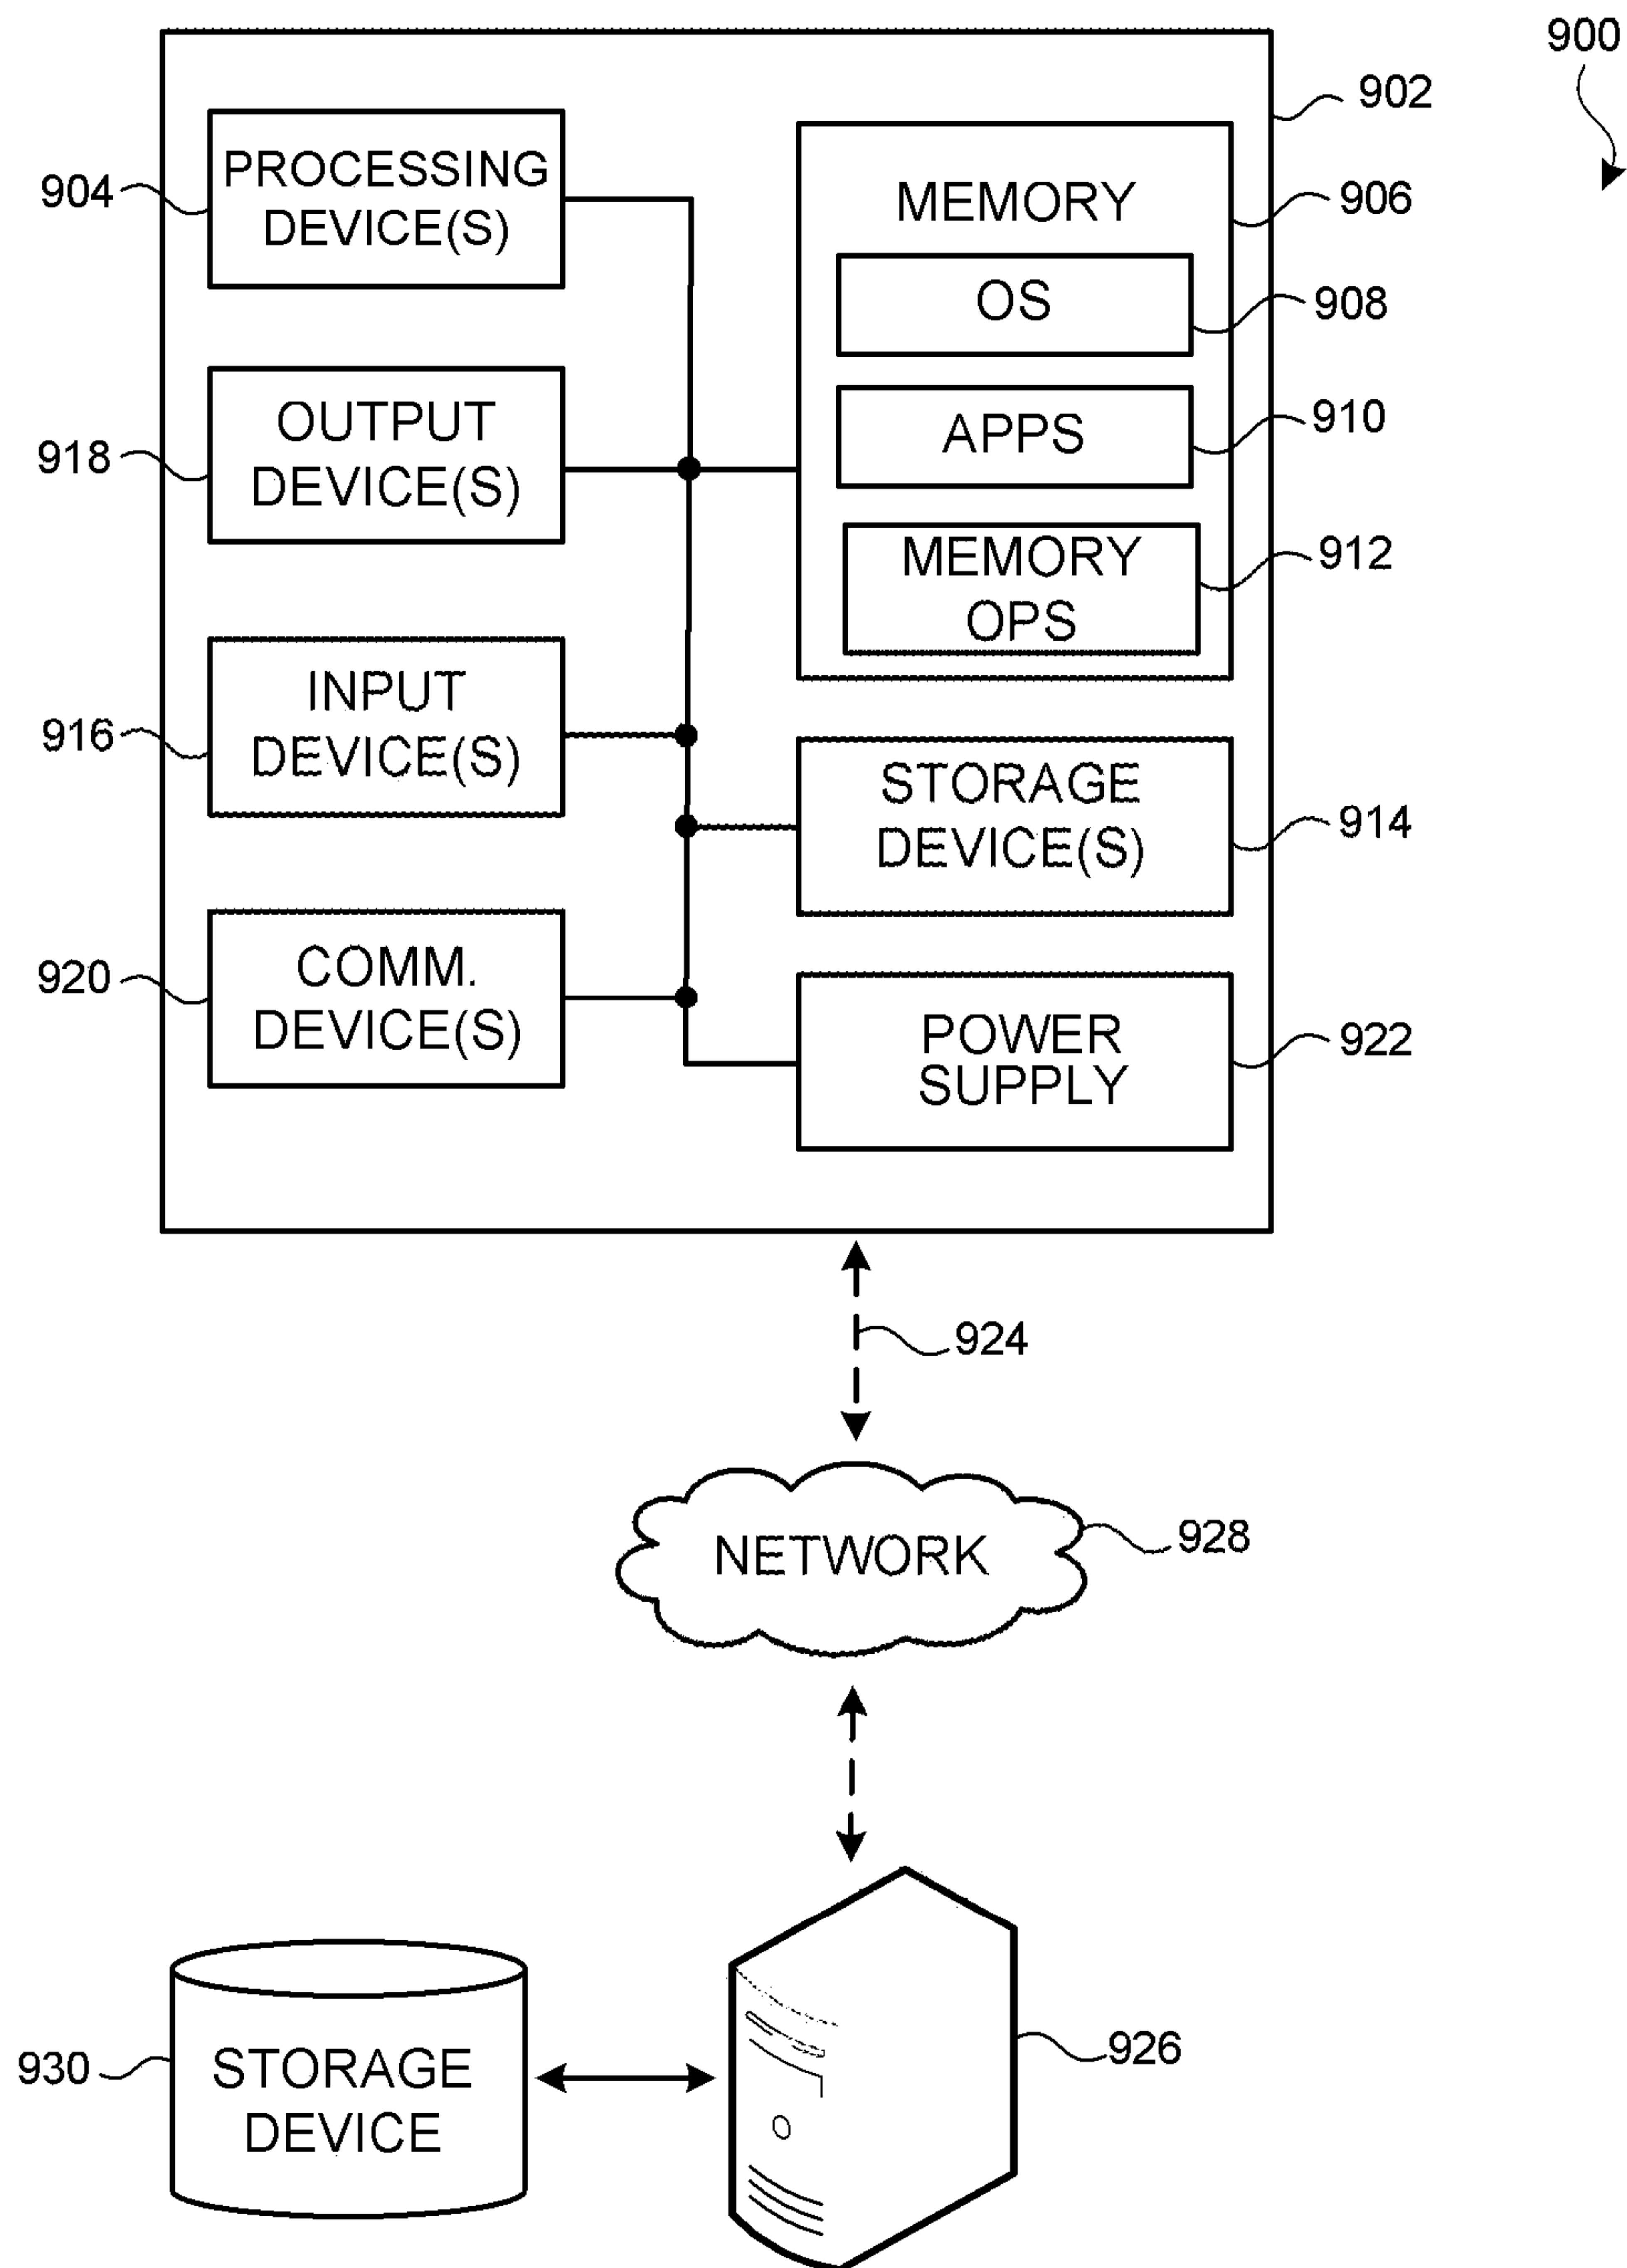 900
902
PROCESSING
DEVICE(S)
904
MEMORY
906
OS
908
OUTPUT
DEVICE(S)
918
APPS
910
MEMORY
OPS
912
INPUT
DEVICE(S)
916
STORAGE
DEVICE(S)
914
COMM.
DEVICE(S)
920
POWER
SUPPLY
922
924
NETWORK
928
926
930
STORAGE
DEVICE